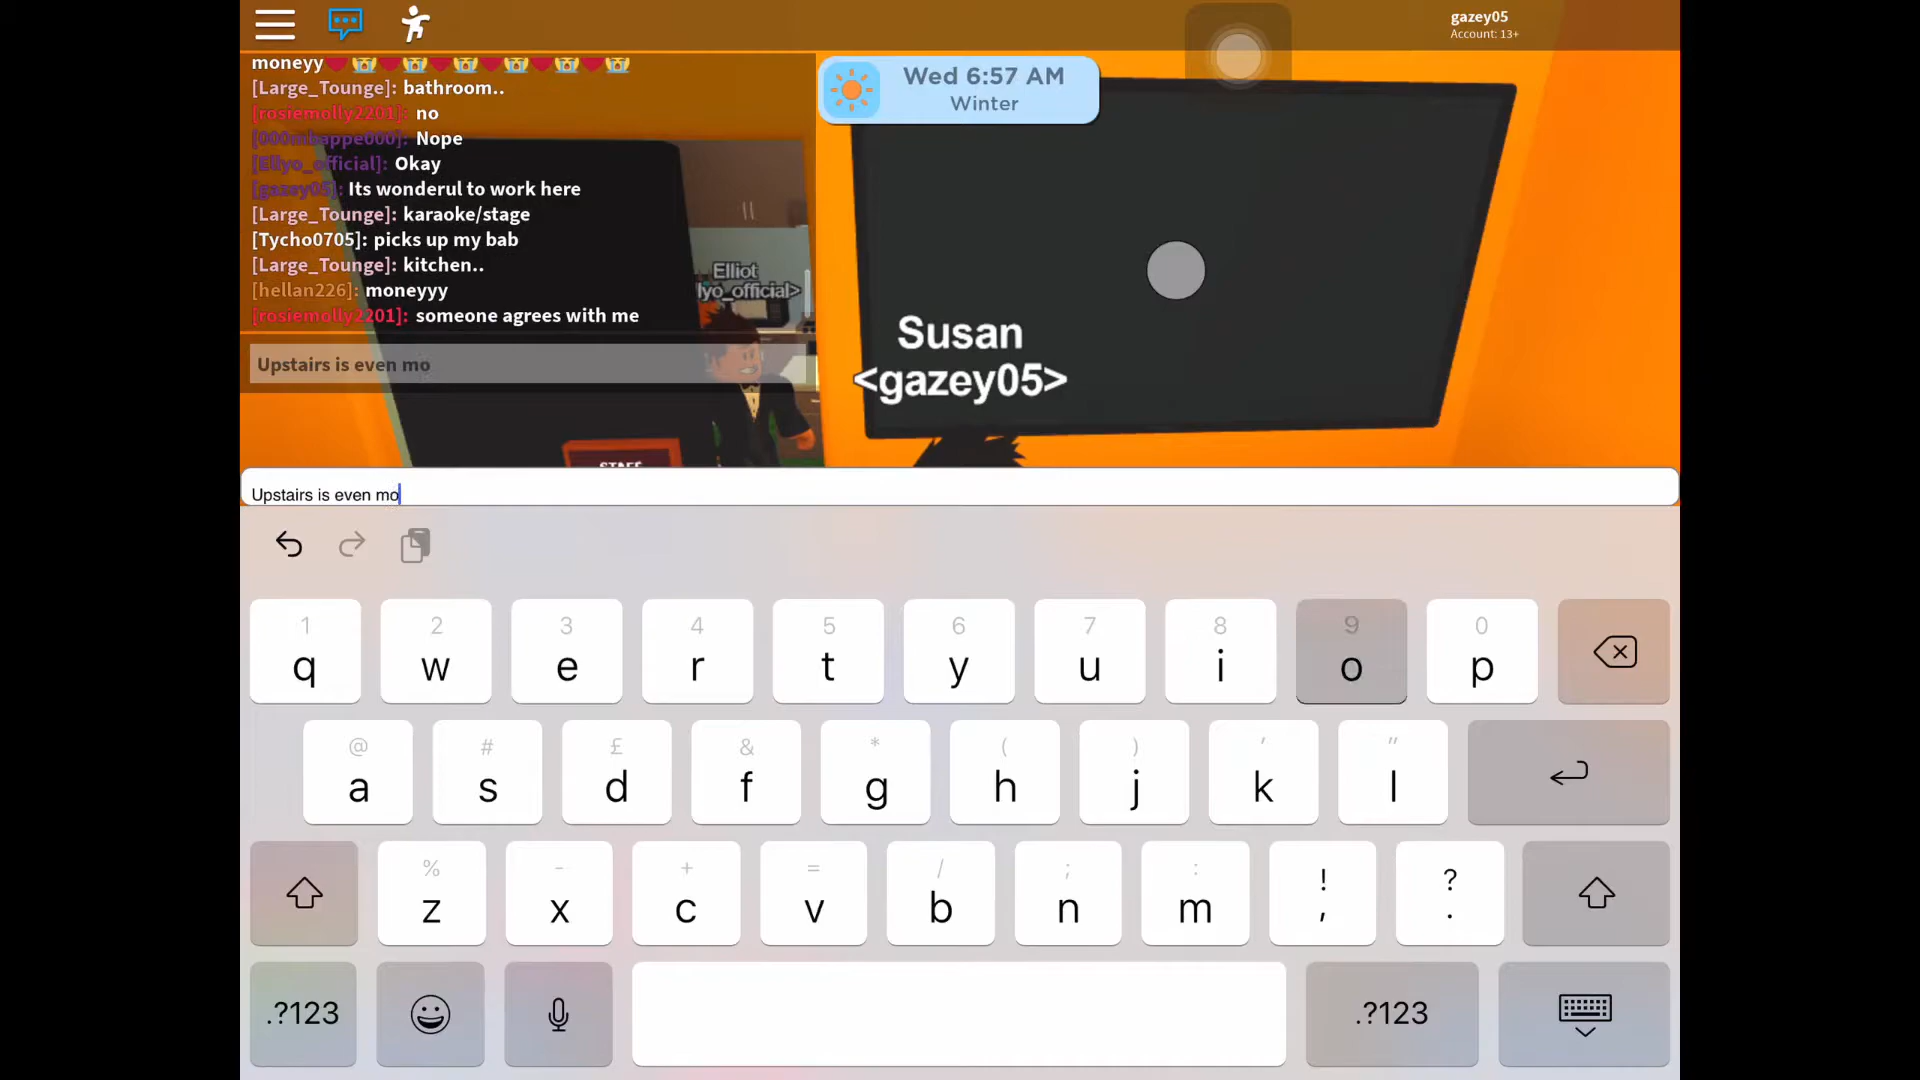 gazey05
Account: 13+
moneyy❤️😭❤️😭❤️😭❤️😭❤️😭❤️😭
[Large_Tounge]: bathroom..
[rosiemolly2201]: no
[000mbappe000]: Nope
[Ellyo_official]: Okay
[gazey05]: Its wonderul to work here
[Large_Tounge]: karaoke/stage
[Tycho0705]: picks up my bab
[Large_Tounge]: kitchen..
[hellan226]: moneyyy
[rosiemolly2201]: someone agrees with me
Upstairs is even mo
Wed 6:57 AM
Winter
Elliot
lyo_official>
Susan
<gazey05>
STAFF
Upstairs is even mo
1 2 3 4 5 6 7 8 9 0
q w e r t y u i o p
@ # £ & * ( ) ' "
a s d f g h j k l
% - + = / ; : ! ?
z x c v b n m , .
.?123 .?123